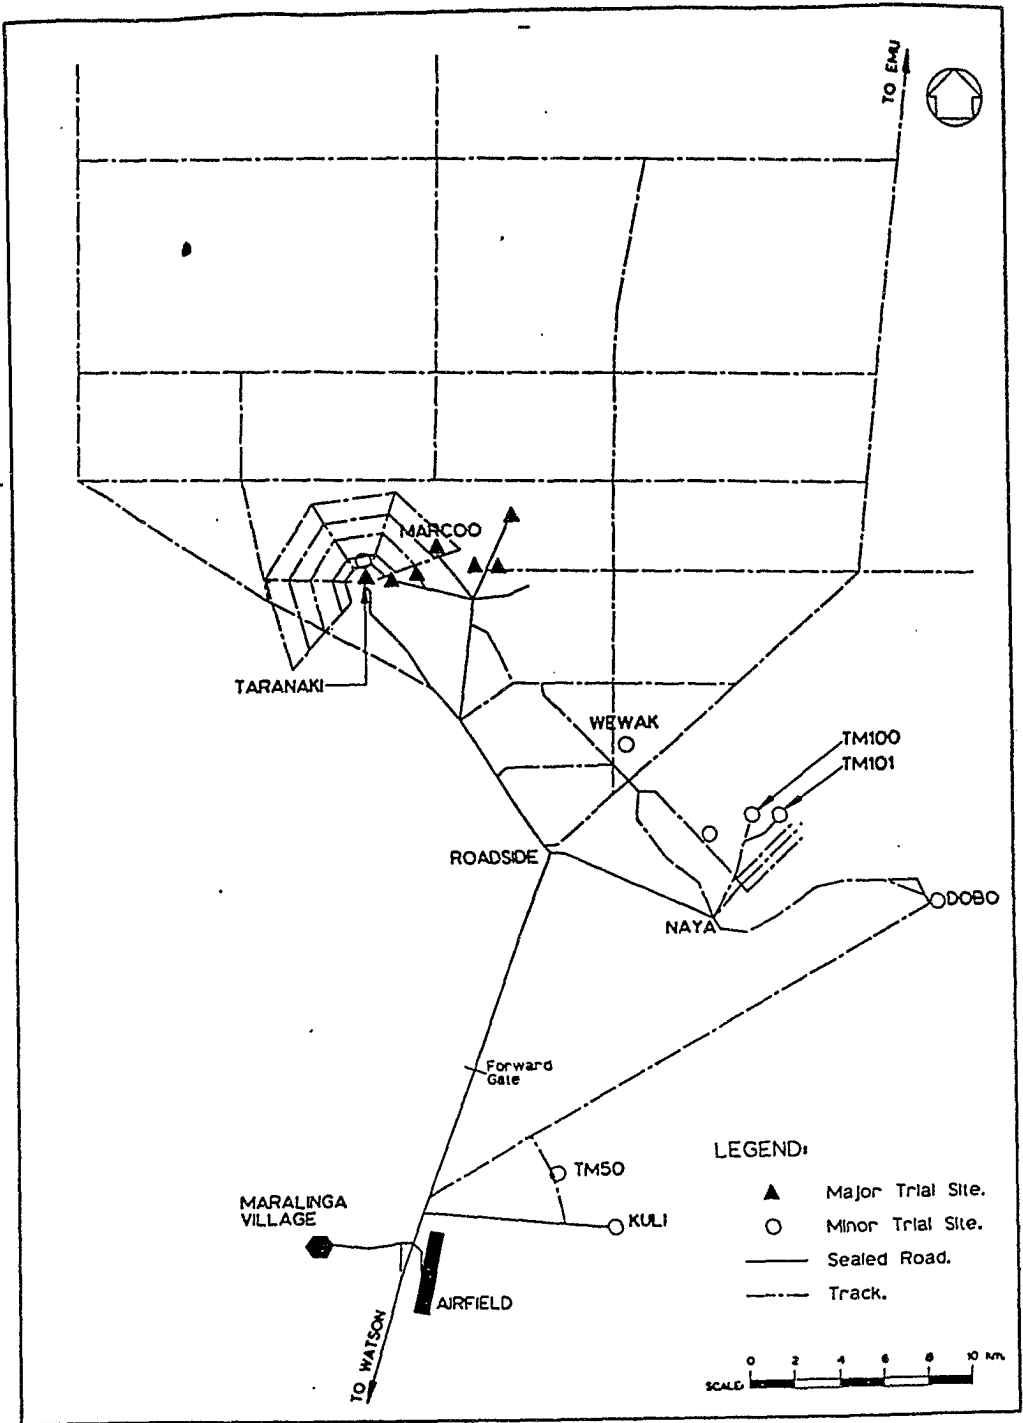 TO EMU
MARCOO
TARANAKI
WEWAK
TM100
TM101
ROADSIDE
NAYA
DOBO
Forward
Gate
TM50
KULI
MARALINGA
VILLAGE
AIRFIELD
TO WATSON
LEGEND:
Major Trial Site.
Minor Trial Site.
Sealed Road.
Track.
SCALE
0 2 4 6 8 10 Km.